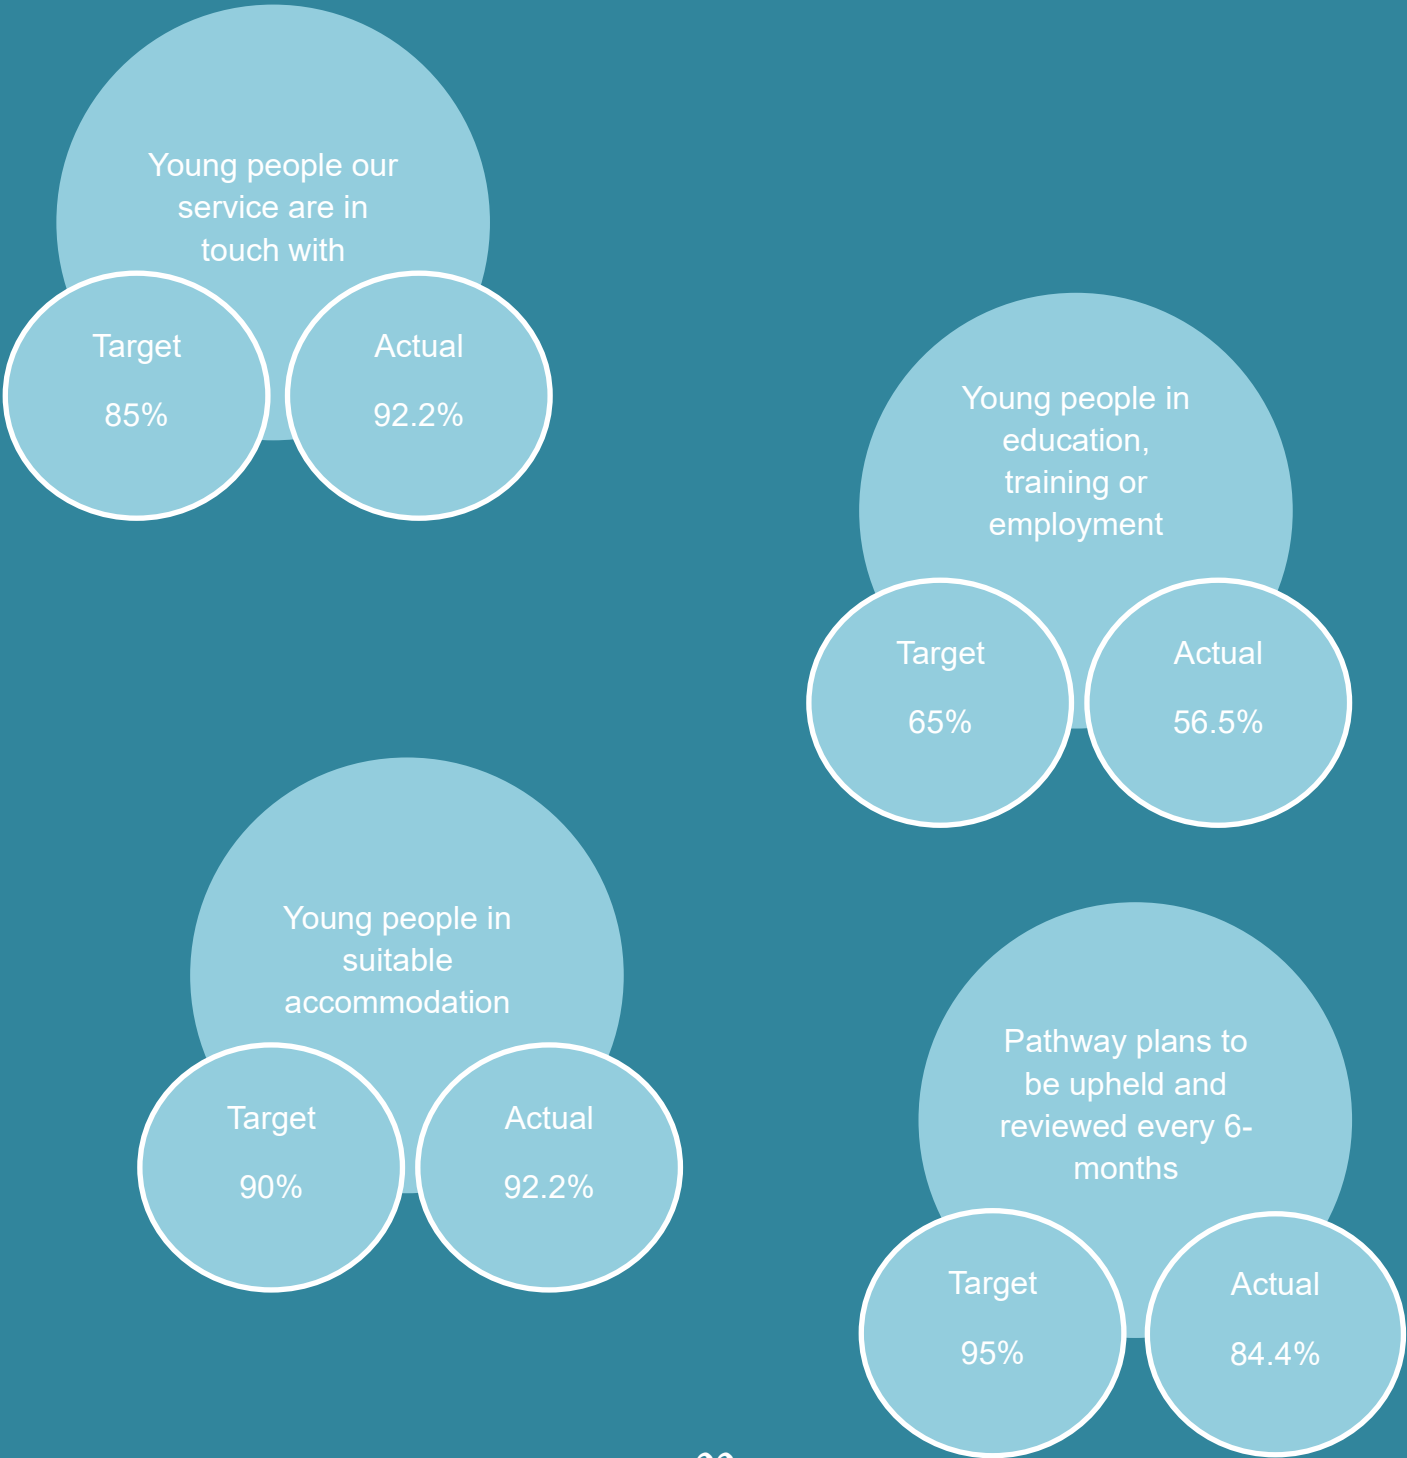 Young people our
service are in
touch with
Target
85%
Actual
92.2%
Young people in
education,
training or
employment
Target
65%
Actual
56.5%
Young people in
suitable
accommodation
Target
90%
Actual
92.2%
Pathway plans to
be upheld and
reviewed every 6-
months
Target
95%
Actual
84.4%